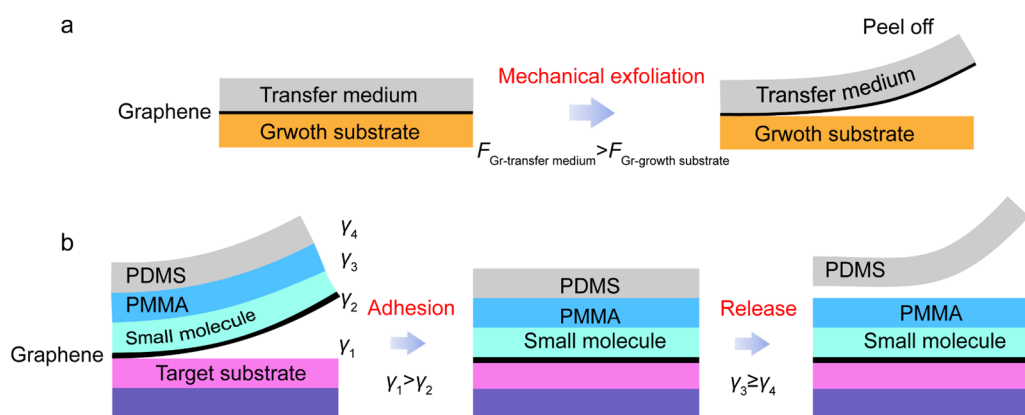 a
Peel off
Mechanical exfoliation
Transfer medium
Transfer medium
Graphene
Grwoth substrate
Grwoth substrate
F Gr-transfer medium > F Gr-growth substrate
b
γ4
γ3
γ2
γ1
PDMS
PMMA
Small molecule
Graphene
Target substrate
Adhesion
γ1>γ2
PDMS
PMMA
Small molecule
Release
γ3≥γ4
PDMS
PMMA
Small molecule